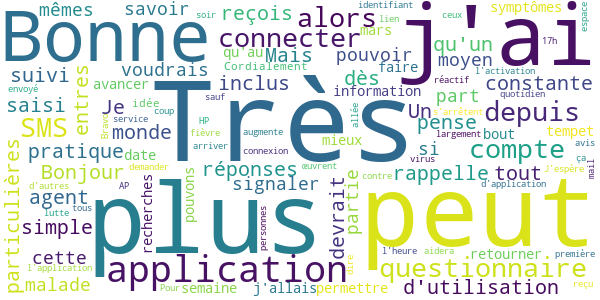 mêmes
savoir
soir
identifiant
lien
ceux
symptômes
espace
Bonne
reçois
alors
j'ai
connecter
mars
qu'au
Mais
pouvoir
qu'un
17h
moyen
l'activation
suivi
voudrais
Cordialement
faire
réactif
constante
envoyé
avancer
inclus
dès
information
quotidien
saisi
entres
idée
sauf
allée
part
Un
depuis
Très
SMS
Je
coup
HP
s'arrêtent
Bravo
service
augmente
pense
largement
bout
tempet
monde
fièvre
mieux
si
compte
avis
pratique
date
arriver
connexion
virus
ça
Bonjour
réponses
œuvrent
rappelle
tout
J'espère
mail
particulières
demander
signaler
partie
contre
d'autres
AP
agent
recherches
pouvons
devrait
d'application
lutte
tous
plus
peut
simple
personnes
retourner.
première
cette
l'application
application
dire
l'heure
aidera
questionnaire
malade
Pour
semaine
j'allais
permettre
d'utilisation
reçu